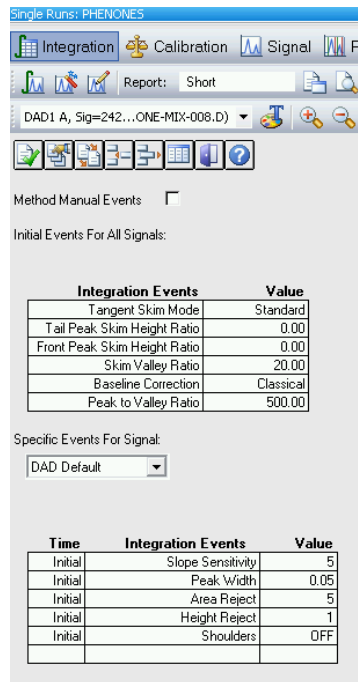 Single Runs: PHENONES
Integration Calibration Signal P
Report: Short
DAD1 A, Sig=242...ONE-MIX-008.D)
Method Manual Events
Initial Events For All Signals:
Integration Events Value
Tangent Skim Mode Standard
Tail Peak Skim Height Ratio 0.00
Front Peak Skim Height Ratio 0.00
Skim Valley Ratio 20.00
Baseline Correction Classical
Peak to Valley Ratio 500.00
Specific Events For Signal:
DAD Default
Time Integration Events Value
Initial Slope Sensitivity 5
Initial Peak Width 0.05
Initial Area Reject 5
Initial Height Reject 1
Initial Shoulders OFF